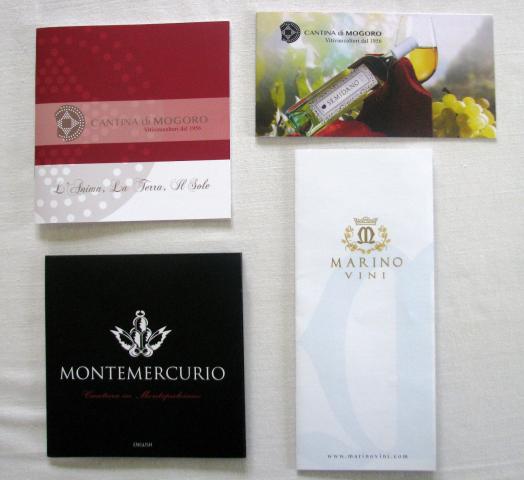 CANTINA di MOGORO
Viticoltori dal 1956
L'Anima, La Terra, Il Sole
CANTINA di MOGORO
Viticoltori dal 1956
SEMIDANO
M
MARINO
VINI
www.marinovini.com
MONTEMERCURIO
Cantina in Montepulciano
ENGLISH